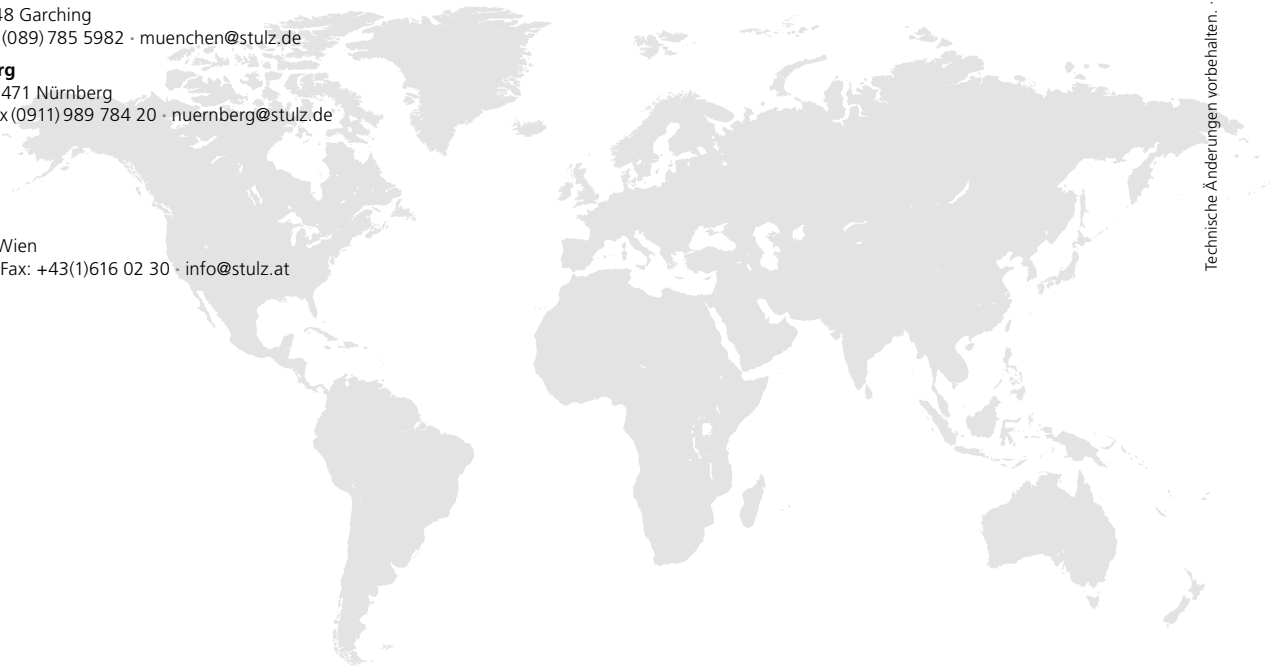 48 Garching
(089) 785 5982 · muenchen@stulz.de
rg
471 Nürnberg
x (0911) 989 784 20 · nuernberg@stulz.de
Wien
Fax: +43(1)616 02 30 · info@stulz.at
Technische Änderungen vorbehalten. ·